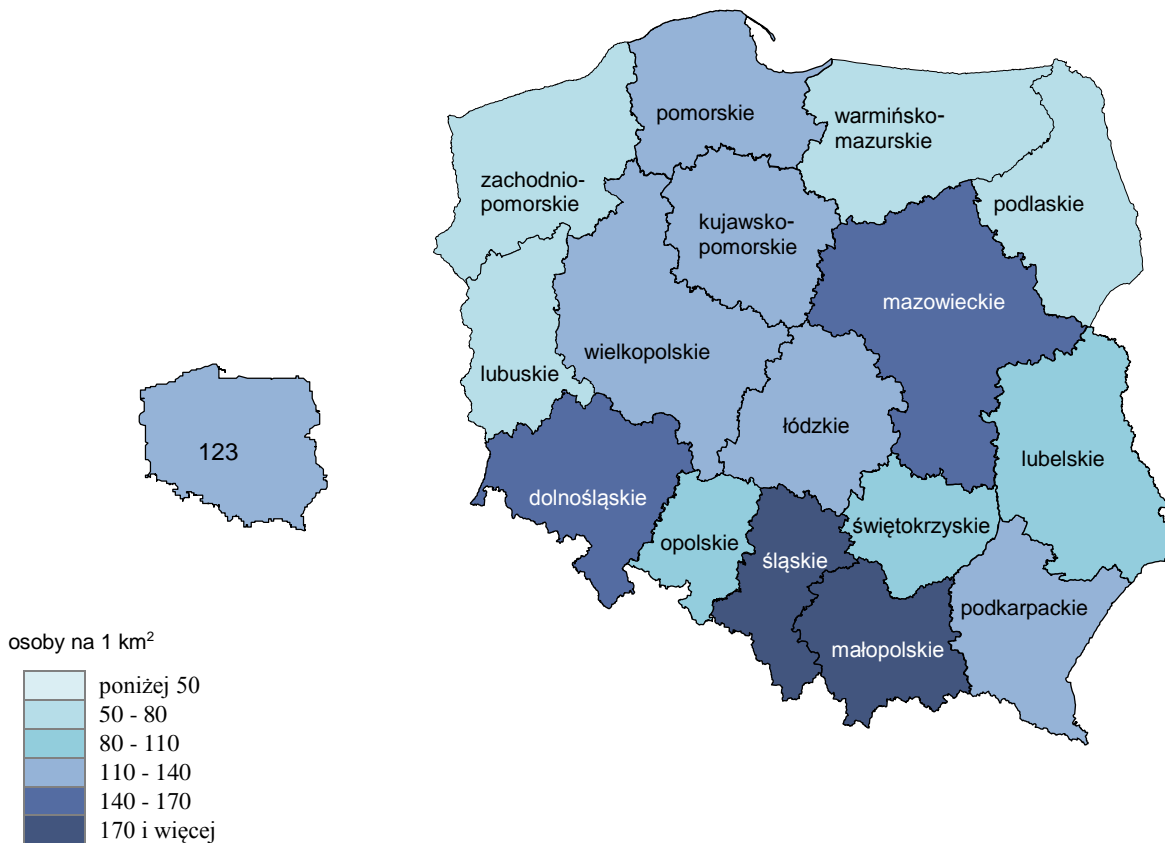 pomorskie
warmińsko-
mazurskie
zachodnio-
pomorskie
podlaskie
kujawsko-
pomorskie
mazowieckie
wielkopolskie
lubuskie
łódzkie
123
lubelskie
dolnośląskie
świętokrzyskie
opolskie
śląskie
podkarpackie
małopolskie
osoby na 1 km²
poniżej 50
50 - 80
80 - 110
110 - 140
140 - 170
170 i więcej